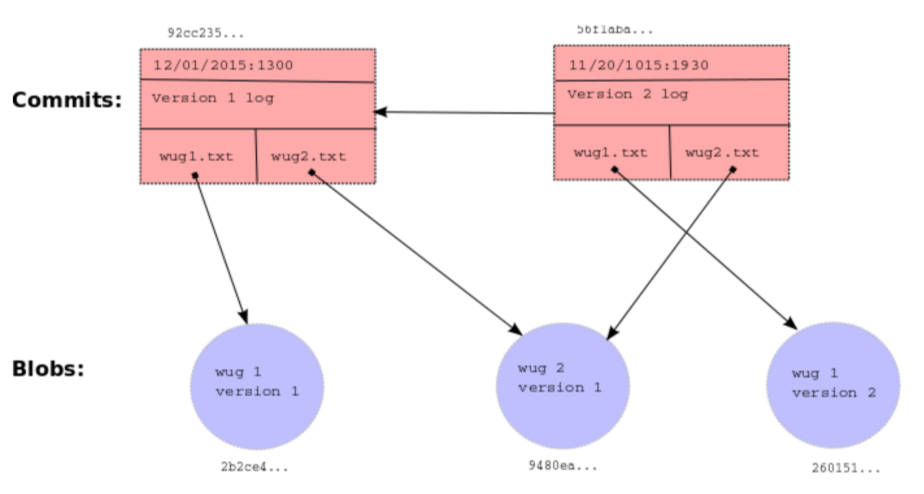 92cc235...
56f1aba...
Commits:
12/01/2015:1300
Version 1 log
wug1.txt
wug2.txt
11/20/1015:1930
Version 2 log
wug1.txt
wug2.txt
Blobs:
wug 1
version 1
wug 2
version 1
wug 1
version 2
2b2ce4...
9480ea...
260151...